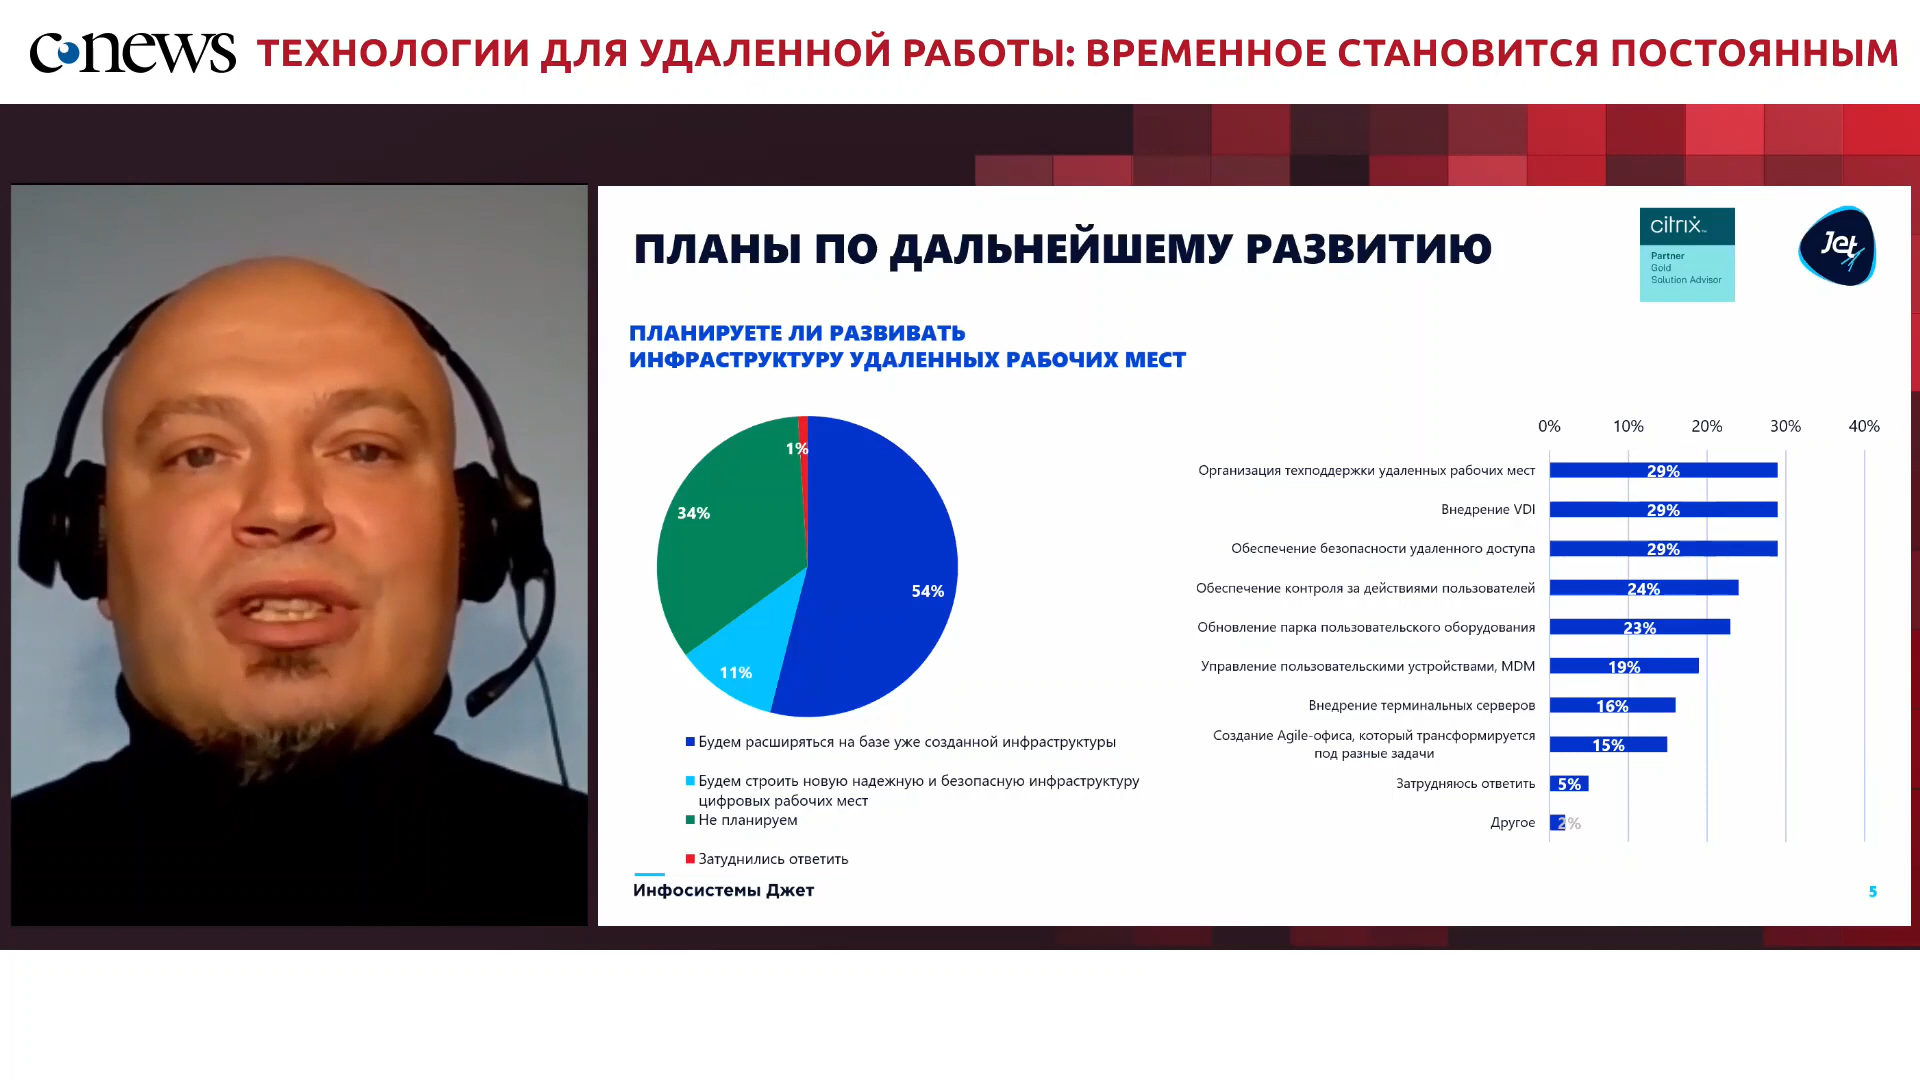 cnews
ТЕХНОЛОГИИ ДЛЯ УДАЛЕННОЙ РАБОТЫ: ВРЕМЕННОЕ СТАНОВИТСЯ ПОСТОЯННЫМ
ПЛАНЫ ПО ДАЛЬНЕЙШЕМУ РАЗВИТИЮ
citrix
Partner
Gold
Solution Advisor
Jet
ПЛАНИРУЕТЕ ЛИ РАЗВИВАТЬ
ИНФРАСТРУКТУРУ УДАЛЕННЫХ РАБОЧИХ МЕСТ
1%
34%
54%
11%
Будем расширяться на базе уже созданной инфраструктуры
Будем строить новую надежную и безопасную инфраструктуру
цифровых рабочих мест
Не планируем
Затуднились ответить
0% 10% 20% 30% 40%
Организация техподдержки удаленных рабочих мест 29%
Внедрение VDI 29%
Обеспечение безопасности удаленного доступа 29%
Обеспечение контроля за действиями пользователей 24%
Обновление парка пользовательского оборудования 23%
Управление пользовательскими устройствами, MDM 19%
Внедрение терминальных серверов 16%
Создание Agile-офиса, который трансформируется
под разные задачи 15%
Затрудняюсь ответить 5%
Другое 2%
Инфосистемы Джет
5